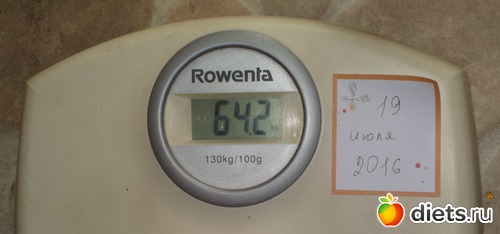 Rowenta
64.2
130kg/100g
19
июля
2016
diets.ru